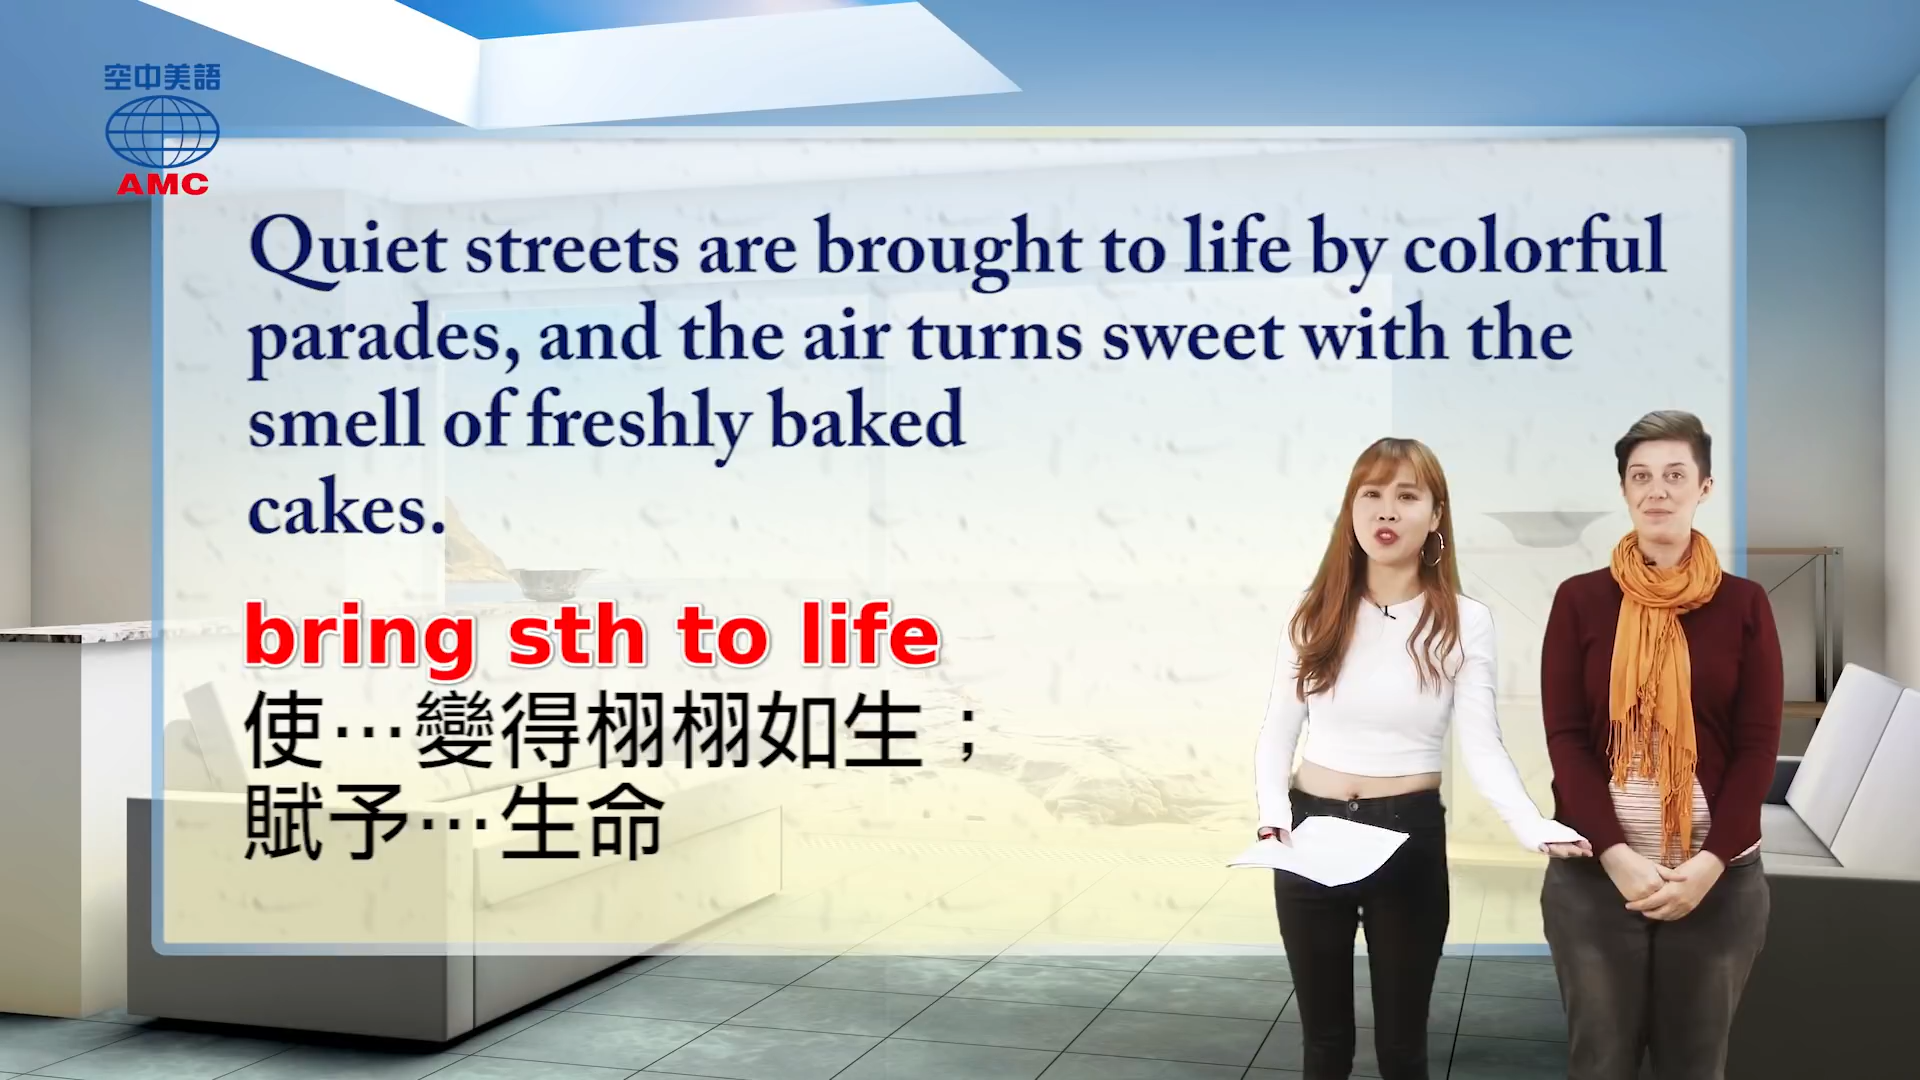 空中美語
AMC
Quiet streets are brought to life by colorful
parades, and the air turns sweet with the
smell of freshly baked
cakes.
bring sth to life
使…變得栩栩如生；
賦予…生命